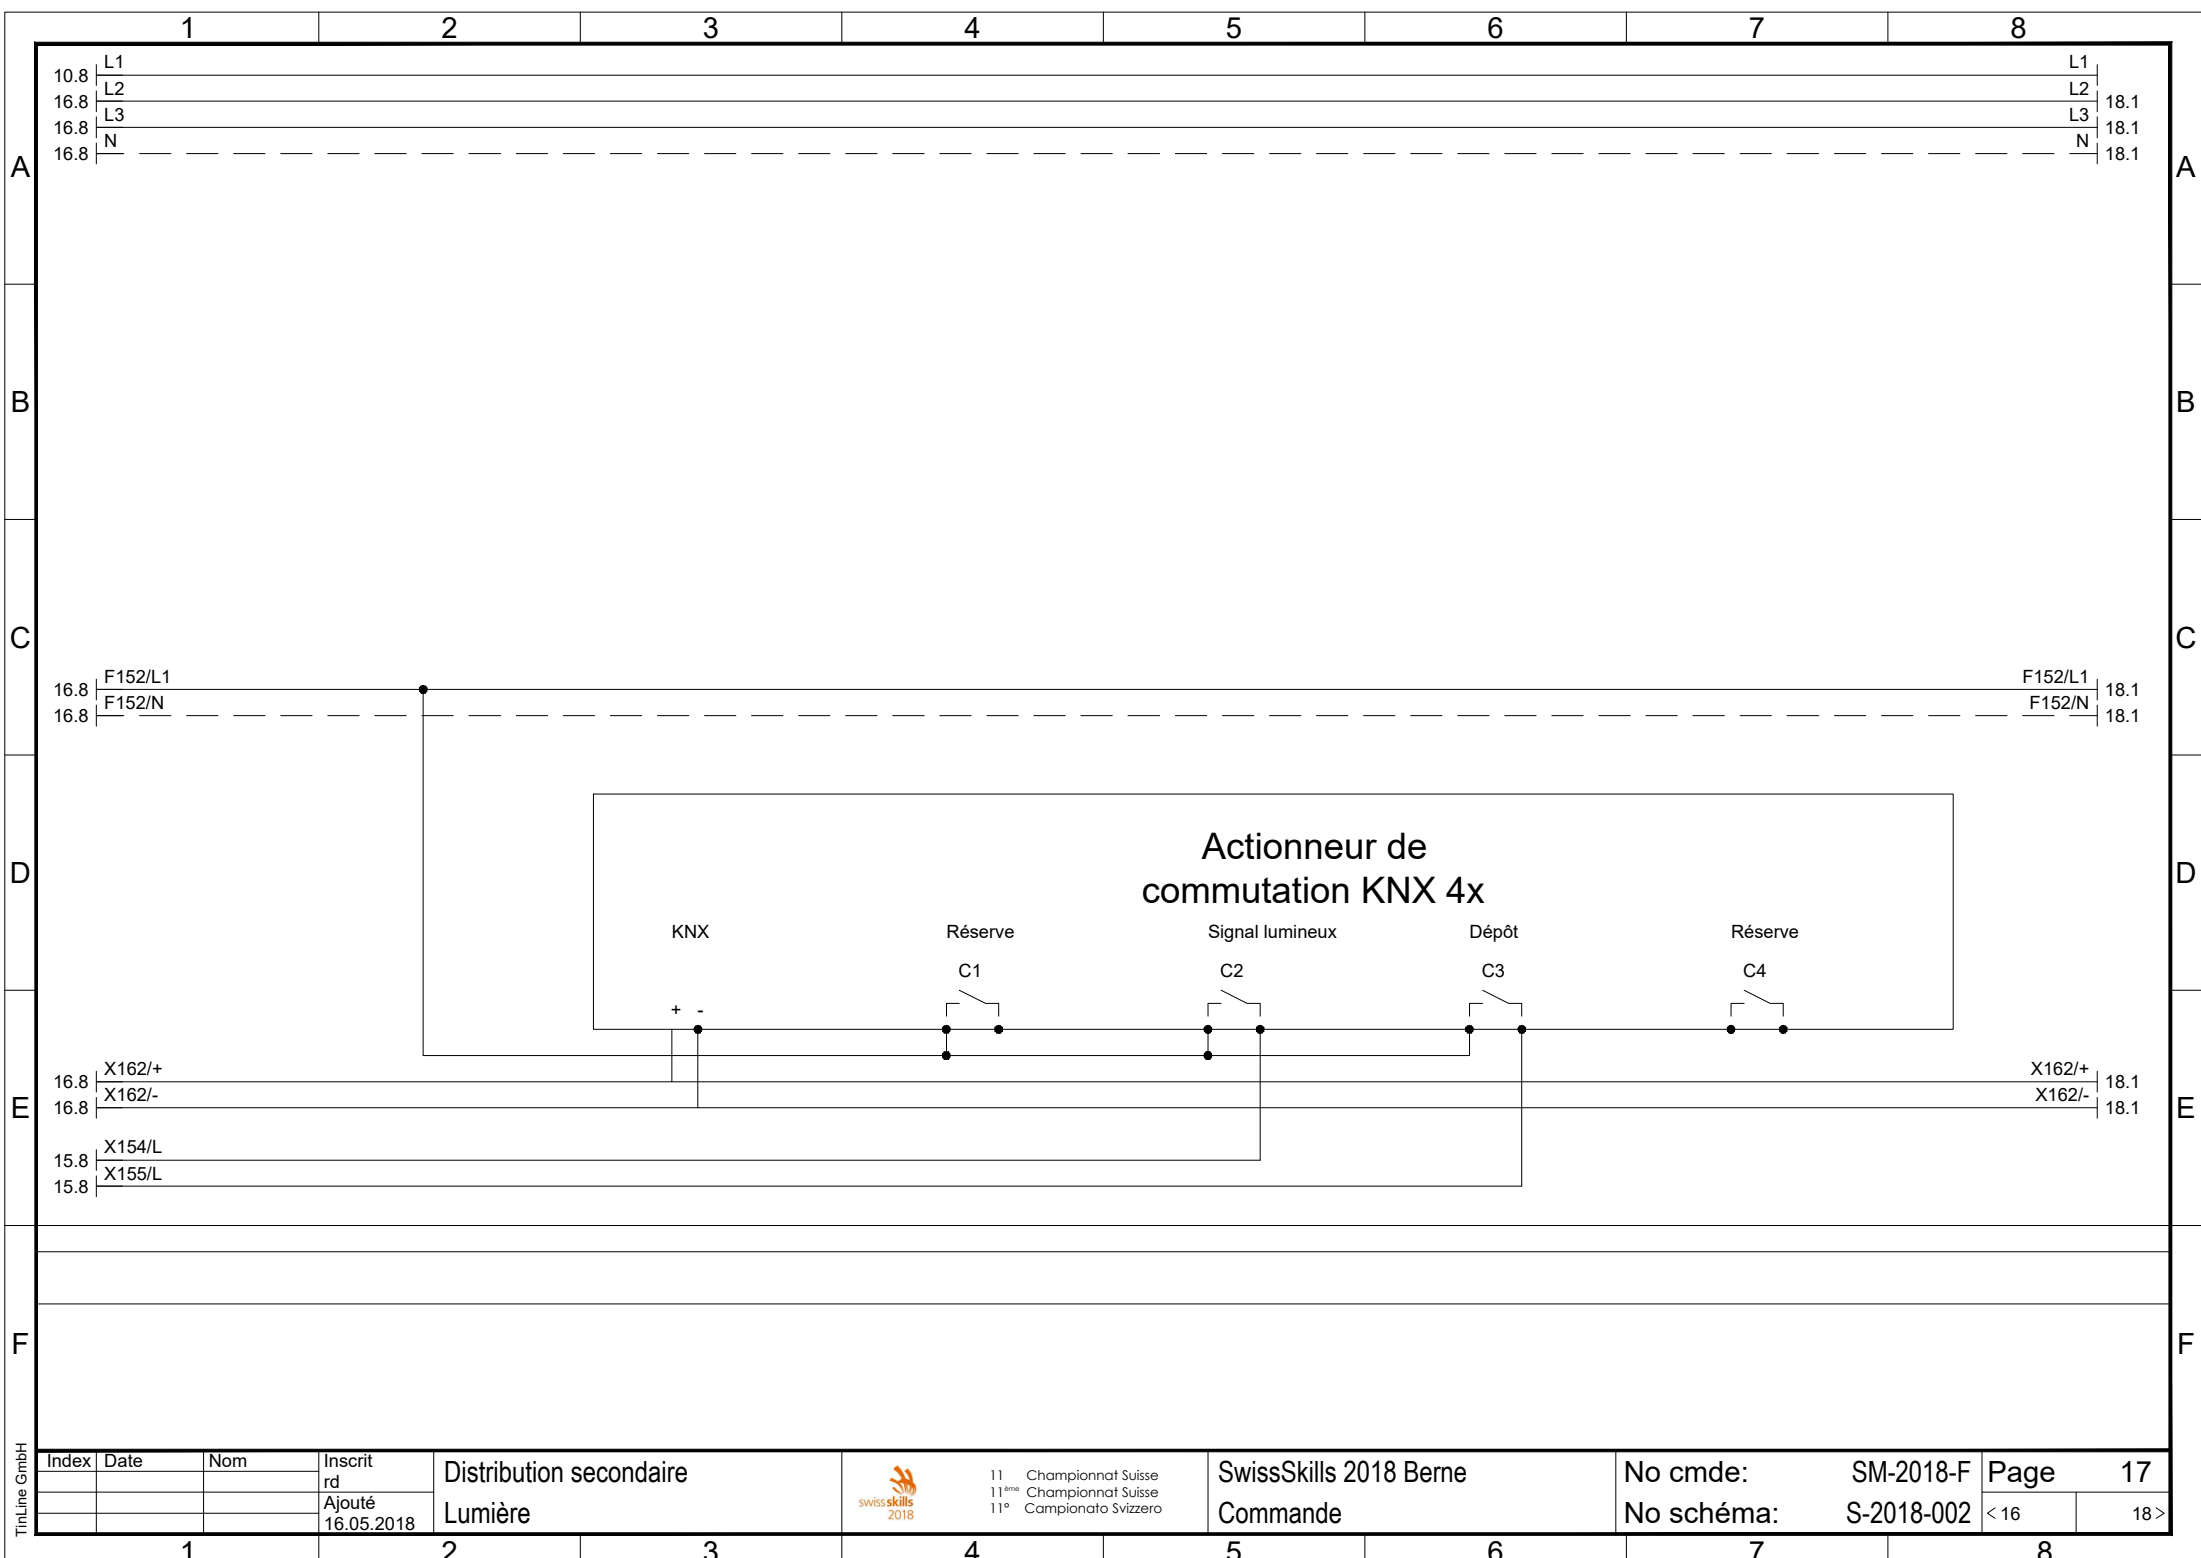 1 2 3 4 5 6 7 8
10.8 L1 L1
16.8 L2 L2 18.1
16.8 L3 L3 18.1
16.8 N N 18.1
A A
B B
C C
16.8 F152/L1 F152/L1 18.1
16.8 F152/N F152/N 18.1
D D
Actionneur de
commutation KNX 4x
KNX Réserve Signal lumineux Dépôt Réserve
C1 C2 C3 C4
+ -
16.8 X162/+ X162/+ 18.1
16.8 X162/- X162/- 18.1
E E
15.8 X154/L
15.8 X155/L
F F
TinLine GmbH
Index Date Nom
Inscrit
rd
Ajouté
16.05.2018
Distribution secondaire
Lumière
swissskills
2018
11 Championnat Suisse
11ème Championnat Suisse
11° Campionato Svizzero
SwissSkills 2018 Berne
Commande
No cmde: SM-2018-F
No schéma: S-2018-002
Page 17
< 16 18 >
1 2 3 4 5 6 7 8